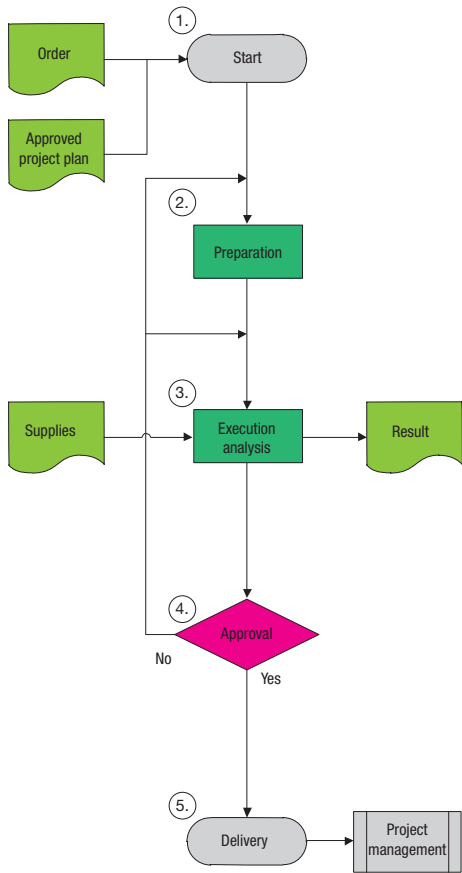 1.
Order
Start
Approved
project plan
2.
Preparation
3.
Supplies
Execution
analysis
Result
4.
Approval
No
Yes
5.
Delivery
Project
management